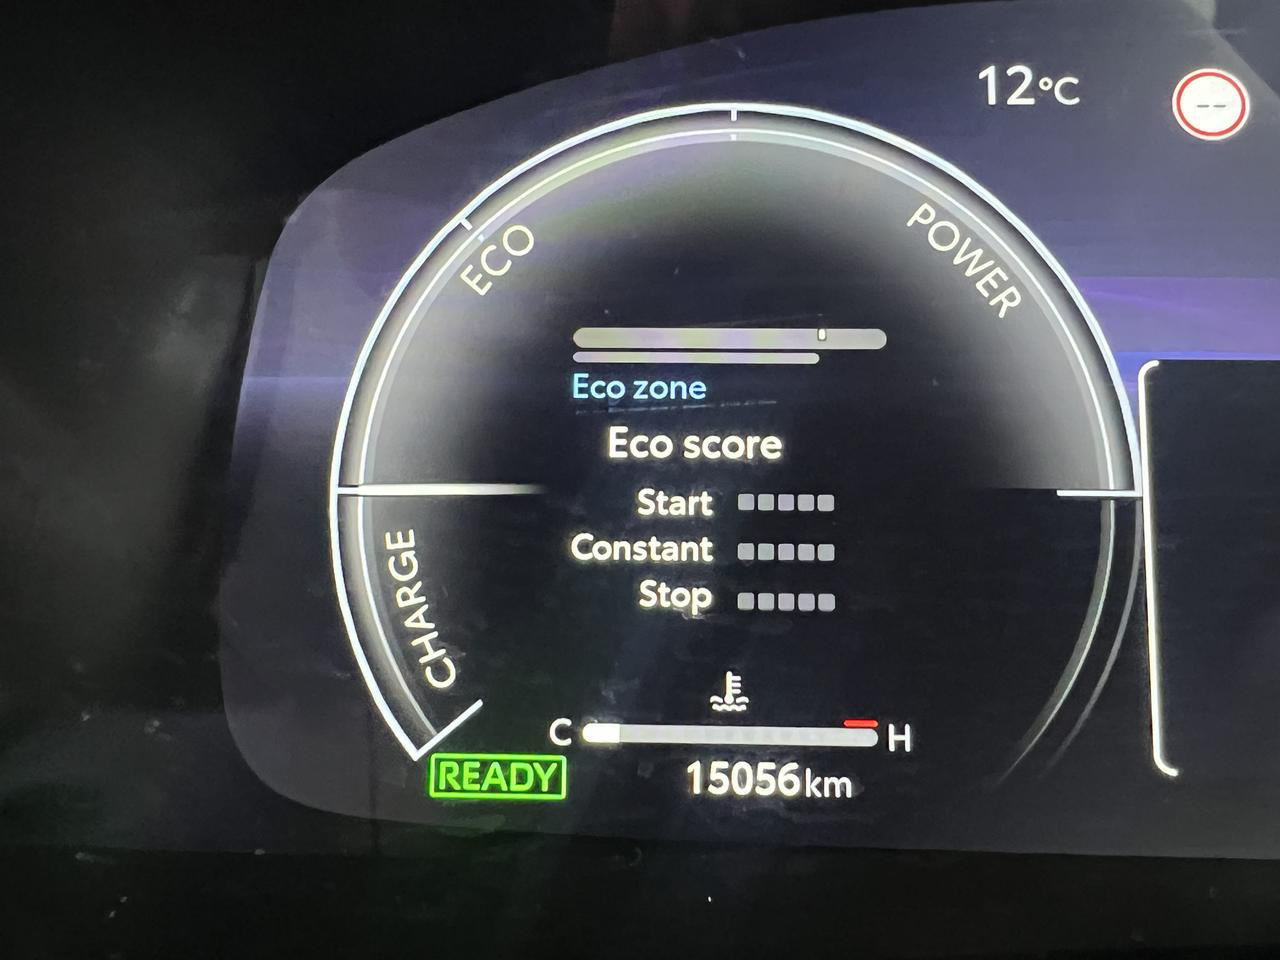 12°C
--
ECO
POWER
Eco zone
Eco score
Start
Constant
Stop
CHARGE
C
H
READY
15056km